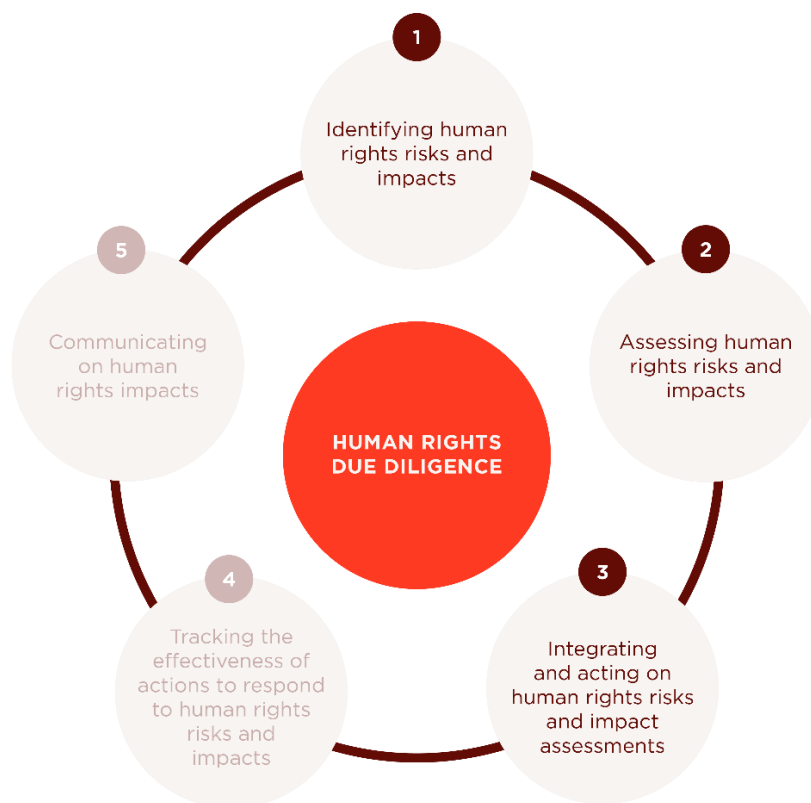 1
Identifying human
rights risks and
impacts
2
Assessing human
rights risks and
impacts
3
Integrating
and acting on
human rights risks
and impact
assessments
4
Tracking the
effectiveness of
actions to respond
to human rights
risks and
impacts
5
Communicating
on human
rights impacts
HUMAN RIGHTS
DUE DILIGENCE